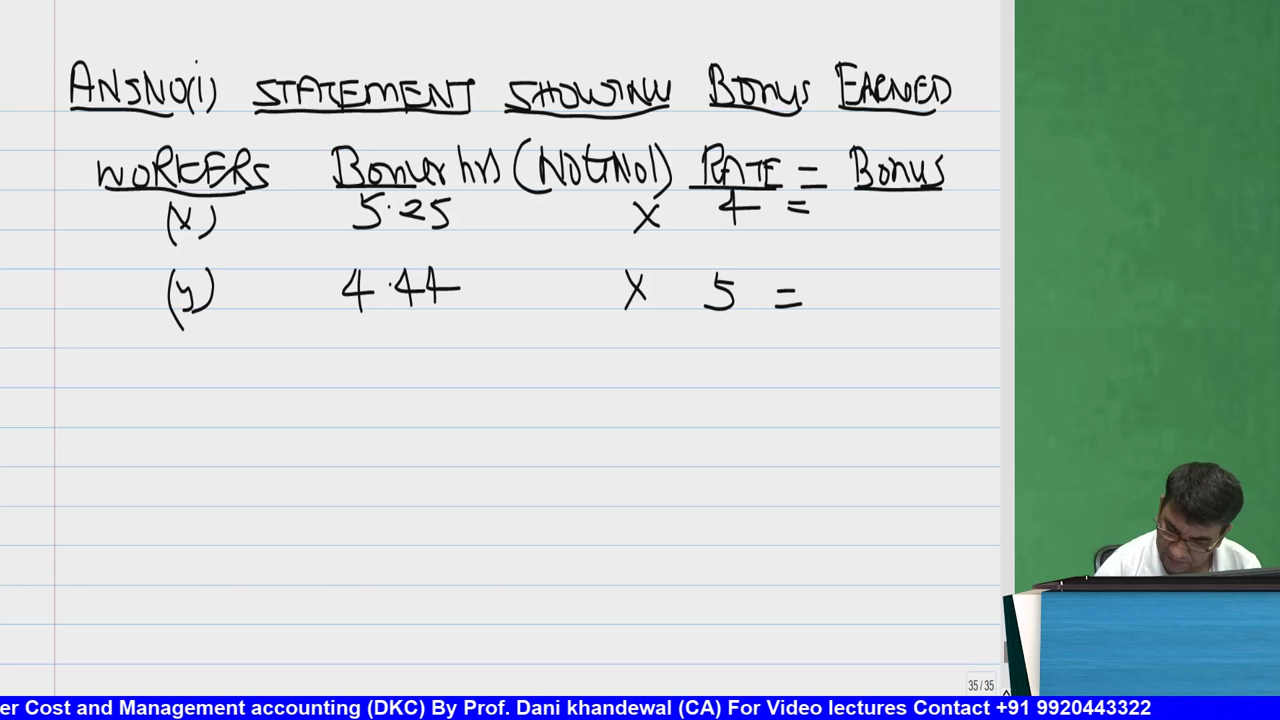 ANSNO(i) STATEMENT SHOWING BONUS EARNED
WORKERS Bonus hrs (NOTENO1) RATE = BONUS
(X) 5.25 X 4 =
(y) 4.44 X 5 =
35/35
er Cost and Management accounting (DKC) By Prof. Dani khandewal (CA) For Video lectures Contact +91 9920443322